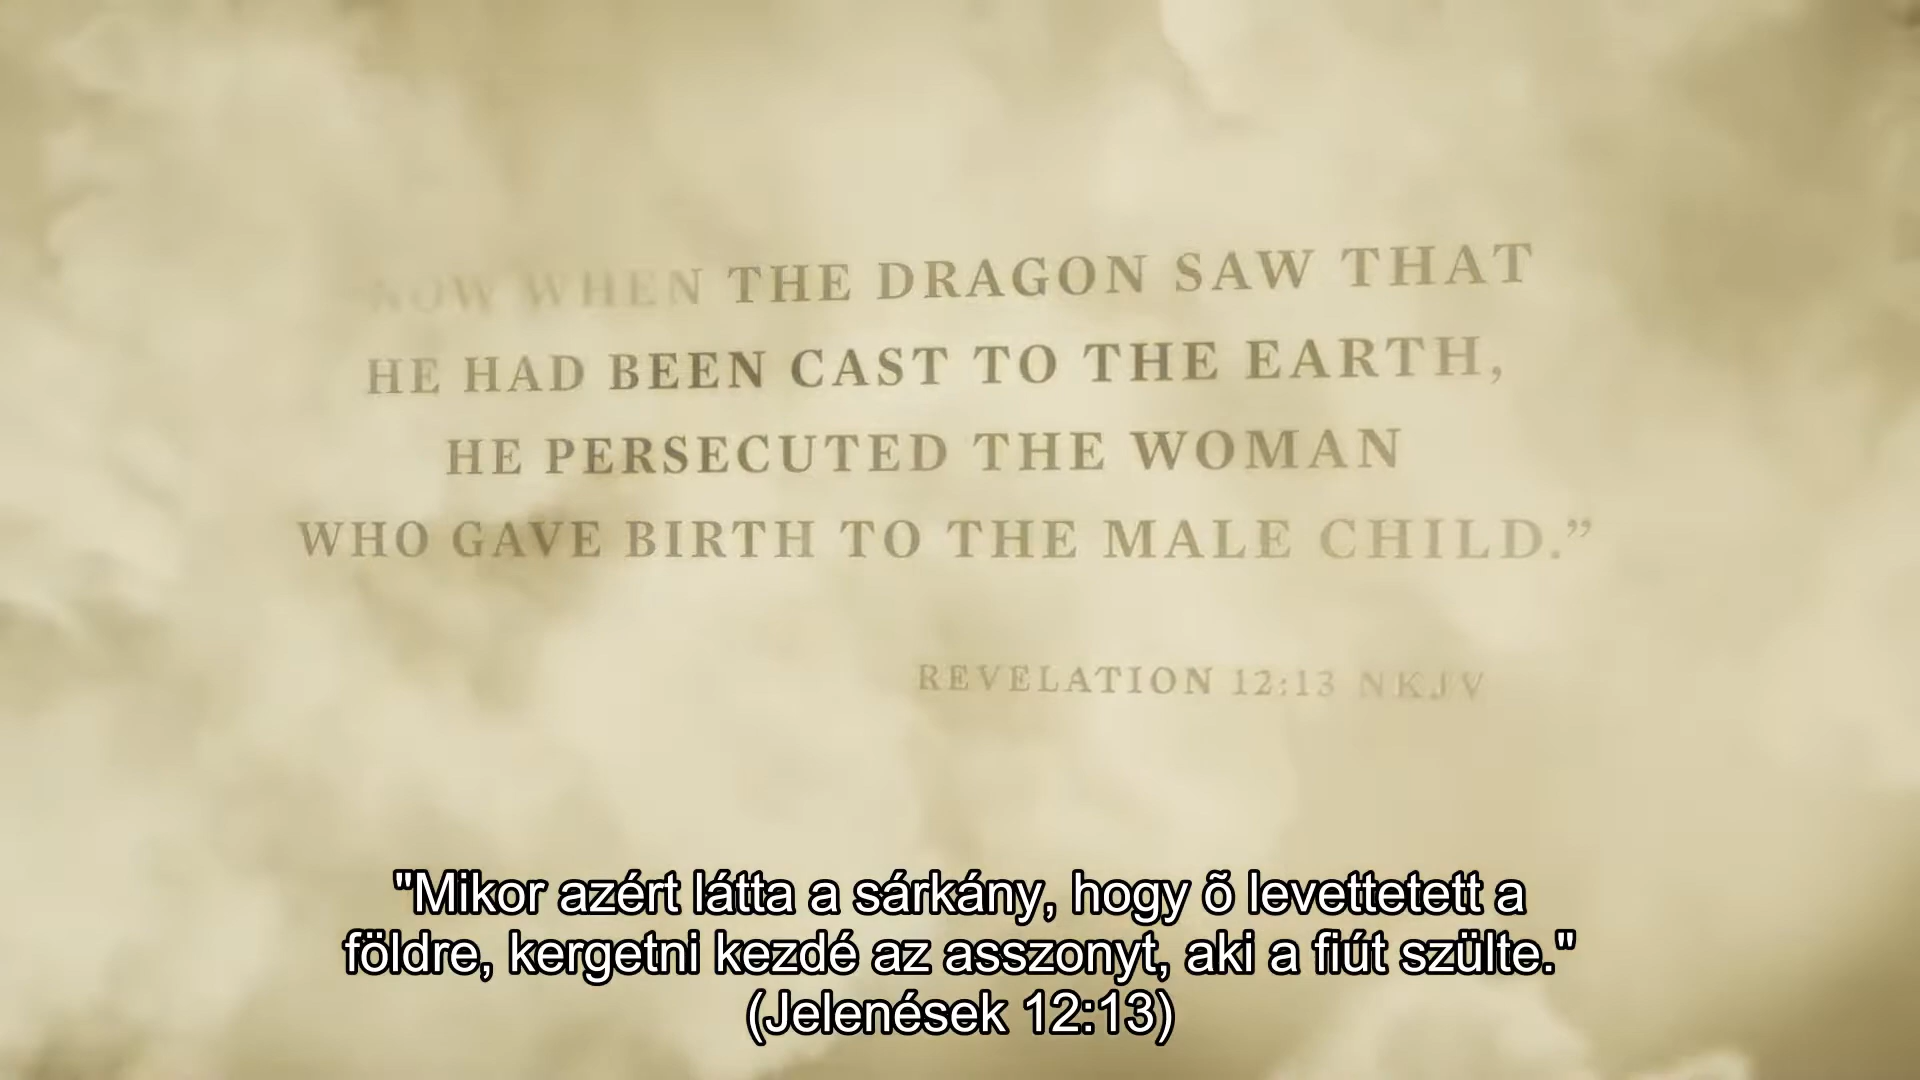 NOW WHEN THE DRAGON SAW THAT
HE HAD BEEN CAST TO THE EARTH,
HE PERSECUTED THE WOMAN
WHO GAVE BIRTH TO THE MALE CHILD.”
REVELATION 12:13 NKJV
"Mikor azért látta a sárkány, hogy õ levettetett a
földre, kergetni kezdé az asszonyt, aki a fiút szülte."
(Jelenések 12:13)